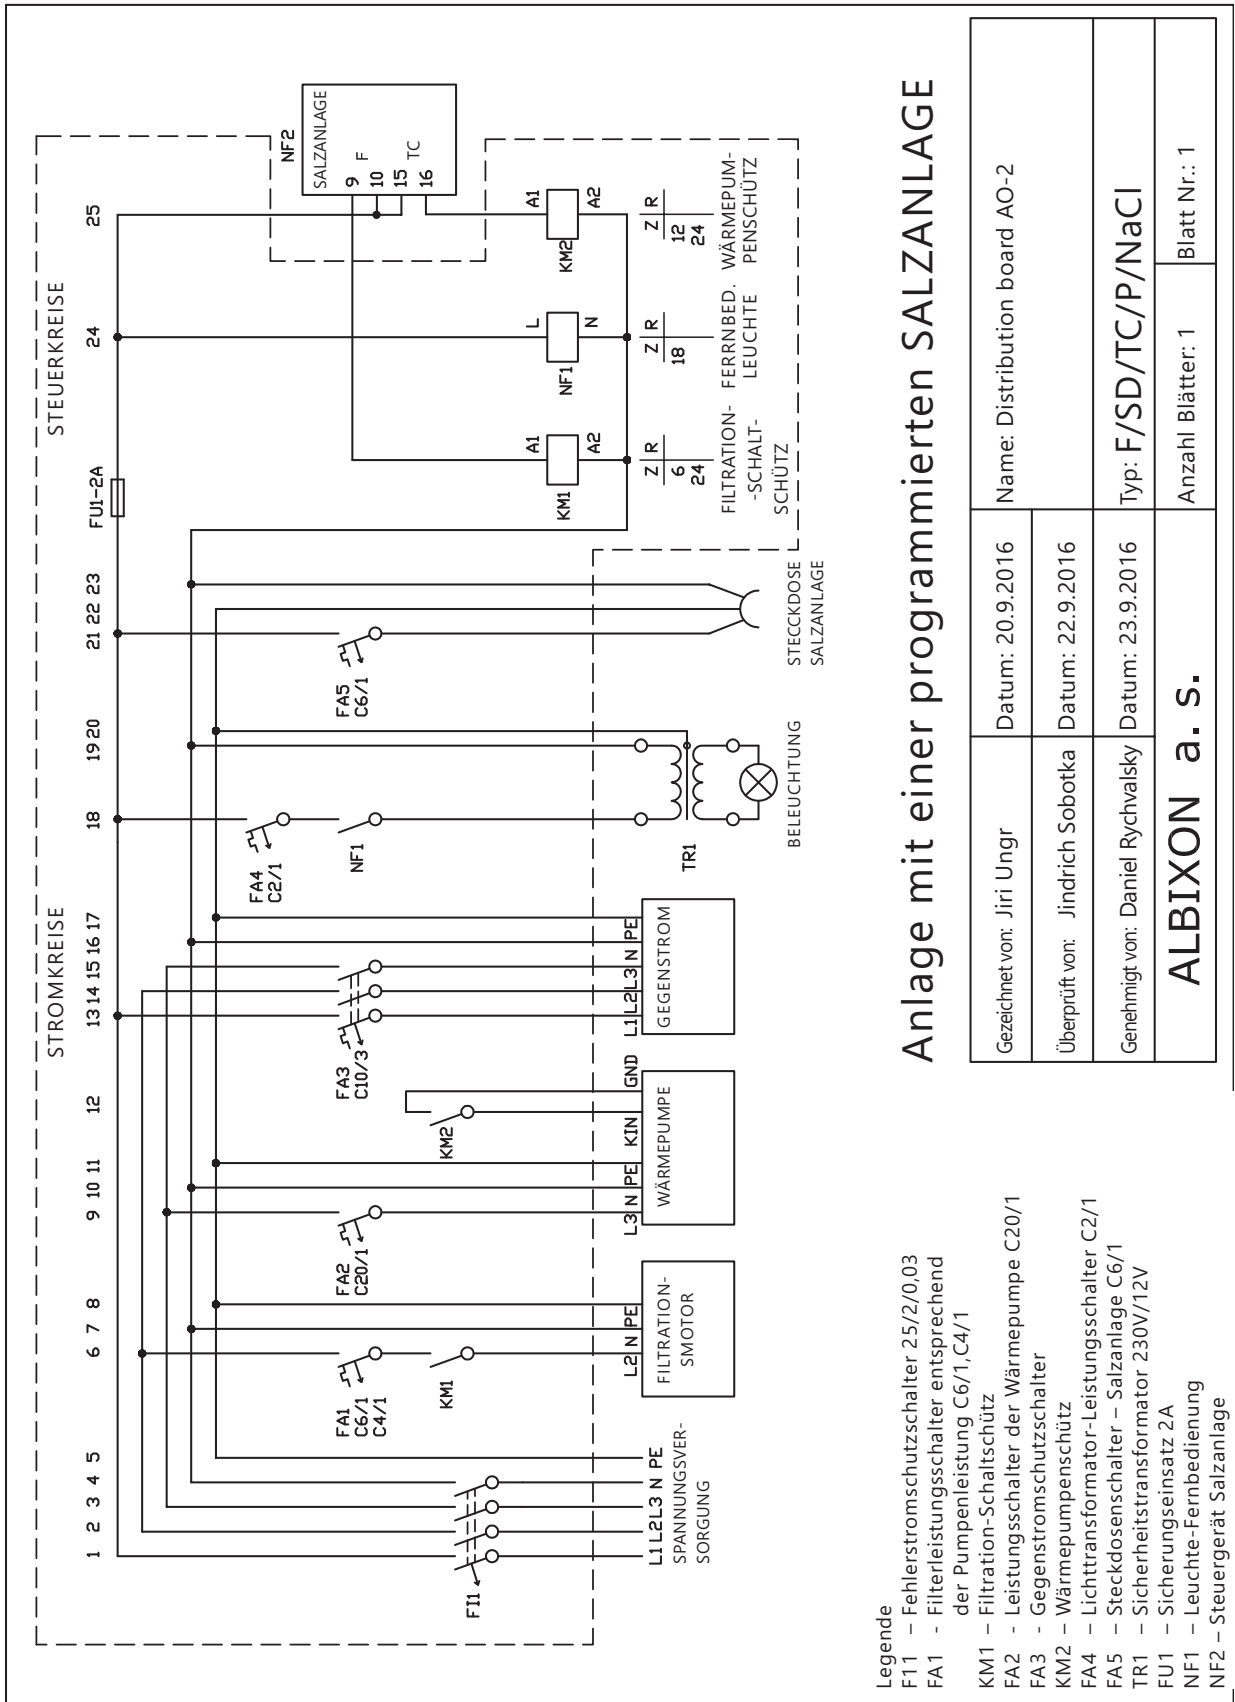 STROMKREISE
STEUERKREISE
1 2 3 4 5 6 7 8 9 10 11 12 13 14 15 16 17 18 19 20 21 22 23 24 25
FU1-2A
NF2
SALZANLAGE
9 F
10
15 TC
16
FI1
FA1
C6/1
C4/1
KM1
FA2
C20/1
KM2
FA3
C10/3
FA4
C2/1
NF1
FA5
C6/1
KM1
A1
A2
NF1
L
N
KM2
A1
A2
L1 L2 L3 N PE
SPANNUNGSVER-
SORGUNG
L2 N PE
FILTRATION-
SMOTOR
L3 N PE KIN GND
WÄRMEPUMPE
L1 L2 L3 N PE
GEGENSTROM
TR1
BELEUCHTUNG
STECCKDOSE
SALZANLAGE
Z R
6
24
FILTRATION-
-SCHALT-
SCHÜTZ
Z R
18
FERRNBED.
LEUCHTE
Z R
12
24
WÄRMEPUM-
PENSCHÜTZ
Legende
F11 – Fehlerstromschutzschalter 25/2/0,03
FA1 - Filterleistungsschalter entsprechend
der Pumpenleistung C6/1,C4/1
KM1 – Filtration-Schaltschütz
FA2 - Leistungsschalter der Wärmepumpe C20/1
FA3 - Gegenstromschutzschalter
KM2 – Wärmepumpenschütz
FA4 – Lichttransformator-Leistungsschalter C2/1
FA5 – Steckdosenschalter – Salzanlage C6/1
TR1 – Sicherheitstransformator 230V/12V
FU1 – Sicherungseinsatz 2A
NF1 – Leuchte-Fernbedienung
NF2 – Steuergerät Salzanlage
Anlage mit einer programmierten SALZANLAGE
Gezeichnet von: Jiri Ungr Datum: 20.9.2016 Name: Distribution board AO-2
Überprüft von: Jindrich Sobotka Datum: 22.9.2016
Genehmigt von: Daniel Rychvalsky Datum: 23.9.2016 Typ: F/SD/TC/P/NaCl
ALBIXON a. s. Anzahl Blätter: 1 Blatt Nr.: 1